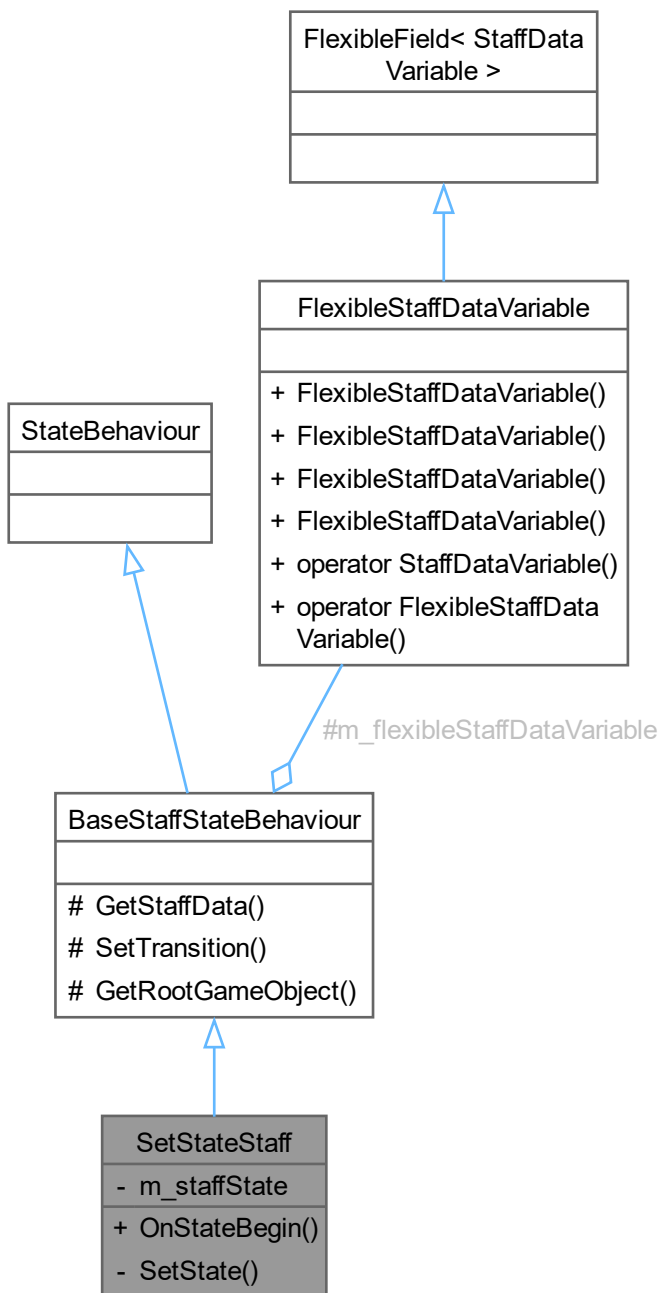 FlexibleField< StaffData
Variable >
FlexibleStaffDataVariable
+ FlexibleStaffDataVariable()
+ FlexibleStaffDataVariable()
+ FlexibleStaffDataVariable()
+ FlexibleStaffDataVariable()
+ operator StaffDataVariable()
+ operator FlexibleStaffData
Variable()
StateBehaviour
#m_flexibleStaffDataVariable
BaseStaffStateBehaviour
# GetStaffData()
# SetTransition()
# GetRootGameObject()
SetStateStaff
- m_staffState
+ OnStateBegin()
- SetState()